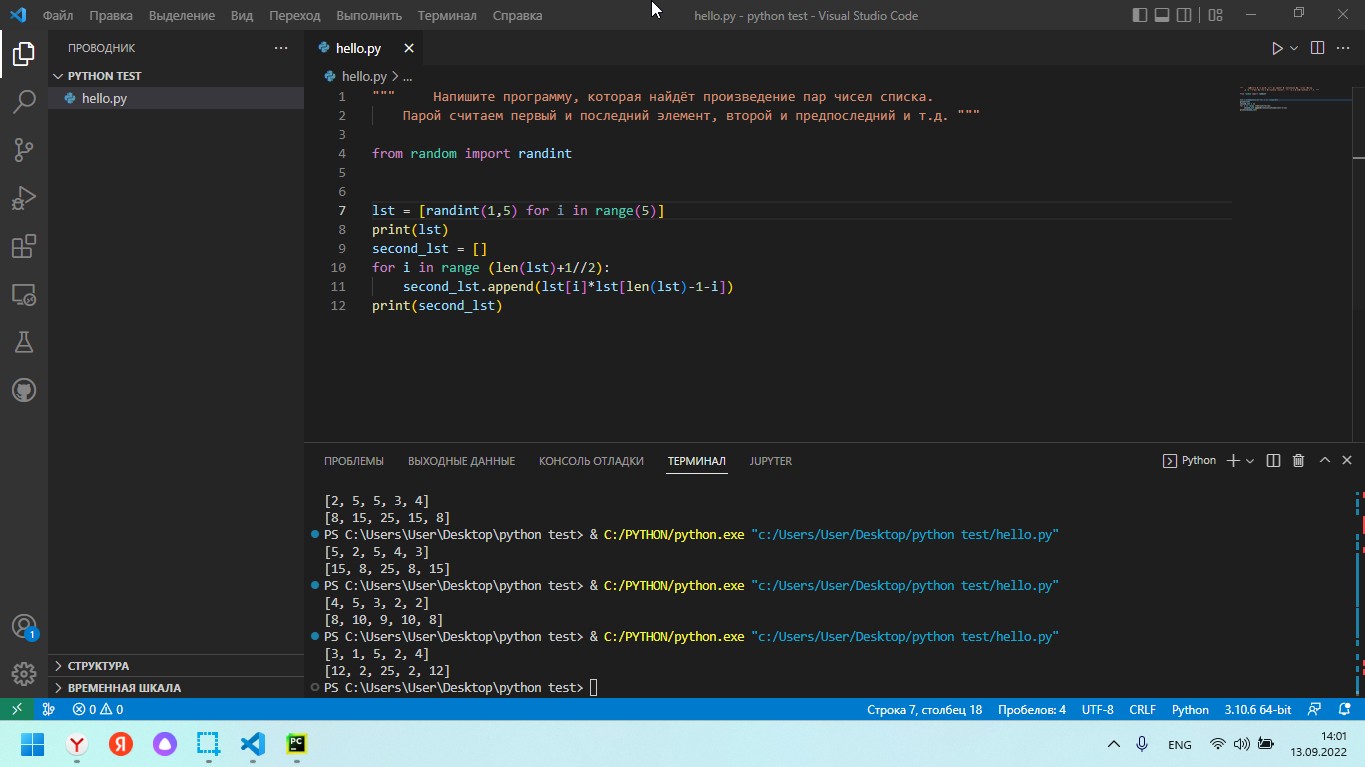 Файл Правка Выделение Вид Переход Выполнить Терминал Справка hello.py - python test - Visual Studio Code
ПРОВОДНИК
PYTHON TEST
hello.py
СТРУКТУРА
ВРЕМЕННАЯ ШКАЛА
hello.py
hello.py > ...
1 """     Напишите программу, которая найдёт произведение пар чисел списка.
2     Парой считаем первый и последний элемент, второй и предпоследний и т.д. """
3
4 from random import randint
5
6
7 lst = [randint(1,5) for i in range(5)]
8 print(lst)
9 second_lst = []
10 for i in range (len(lst)+1//2):
11     second_lst.append(lst[i]*lst[len(lst)-1-i])
12 print(second_lst)
ПРОБЛЕМЫ ВЫХОДНЫЕ ДАННЫЕ КОНСОЛЬ ОТЛАДКИ ТЕРМИНАЛ JUPYTER Python
[2, 5, 5, 3, 4]
[8, 15, 25, 15, 8]
PS C:\Users\User\Desktop\python test> & C:/PYTHON/python.exe "c:/Users/User/Desktop/python test/hello.py"
[5, 2, 5, 4, 3]
[15, 8, 25, 8, 15]
PS C:\Users\User\Desktop\python test> & C:/PYTHON/python.exe "c:/Users/User/Desktop/python test/hello.py"
[4, 5, 3, 2, 2]
[8, 10, 9, 10, 8]
PS C:\Users\User\Desktop\python test> & C:/PYTHON/python.exe "c:/Users/User/Desktop/python test/hello.py"
[3, 1, 5, 2, 4]
[12, 2, 25, 2, 12]
PS C:\Users\User\Desktop\python test>
1
0 0 Строка 7, столбец 18 Пробелов: 4 UTF-8 CRLF Python 3.10.6 64-bit
Y Я PC ENG
14:01
13.09.2022